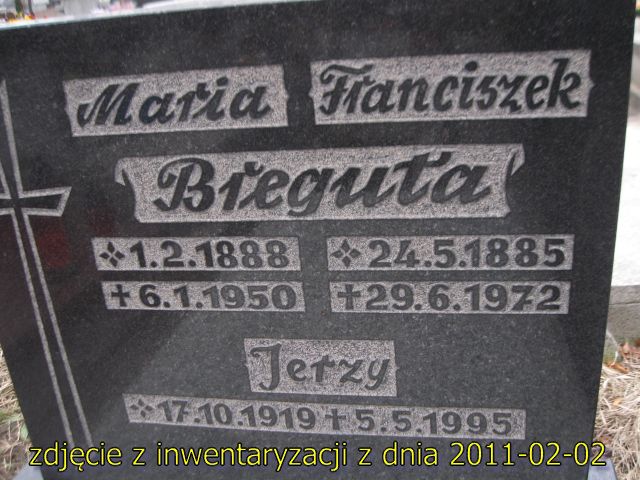 Maria Franciszek
Breguła
1.2.1888 24.5.1885
+6.1.1950 +29.6.1972
Jerzy
17.10.1919 + 5.5.1995
zdjęcie z inwentaryzacji z dnia 2011-02-02